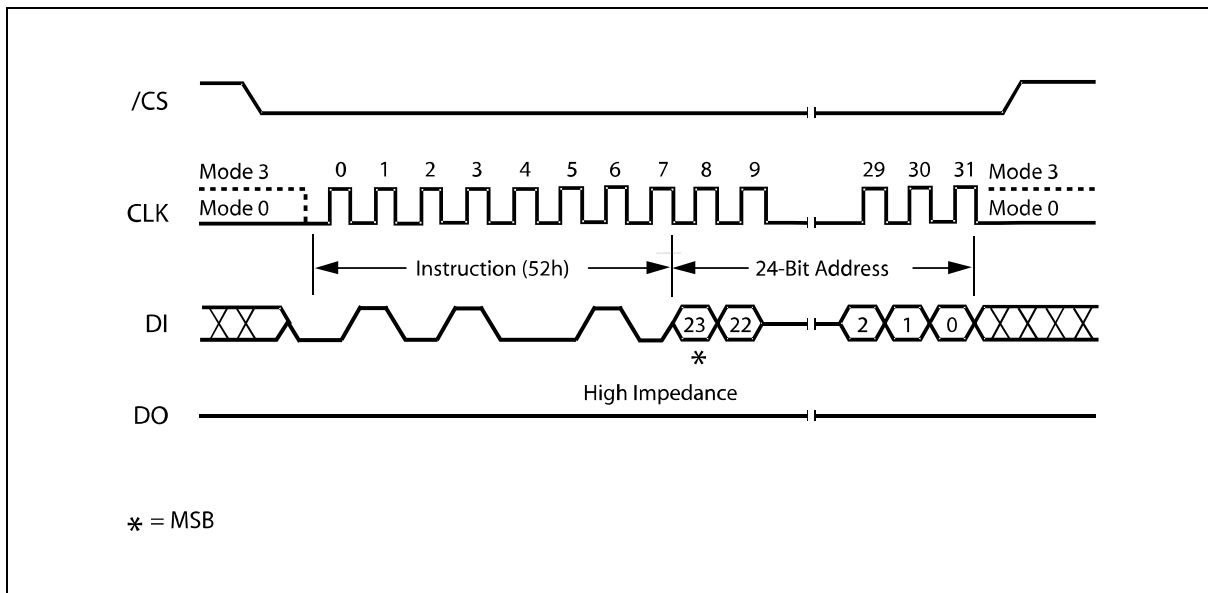 /CS
Mode 3 0 1 2 3 4 5 6 7 8 9 29 30 31 Mode 3
CLK Mode 0 Mode 0
Instruction (52h) 24-Bit Address
DI 23 22 2 1 0
*
High Impedance
DO
* = MSB